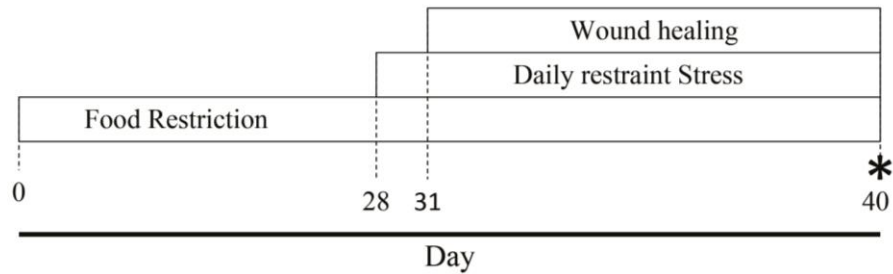 Wound healing
Daily restraint Stress
Food Restriction
*
0 28 31 40
Day